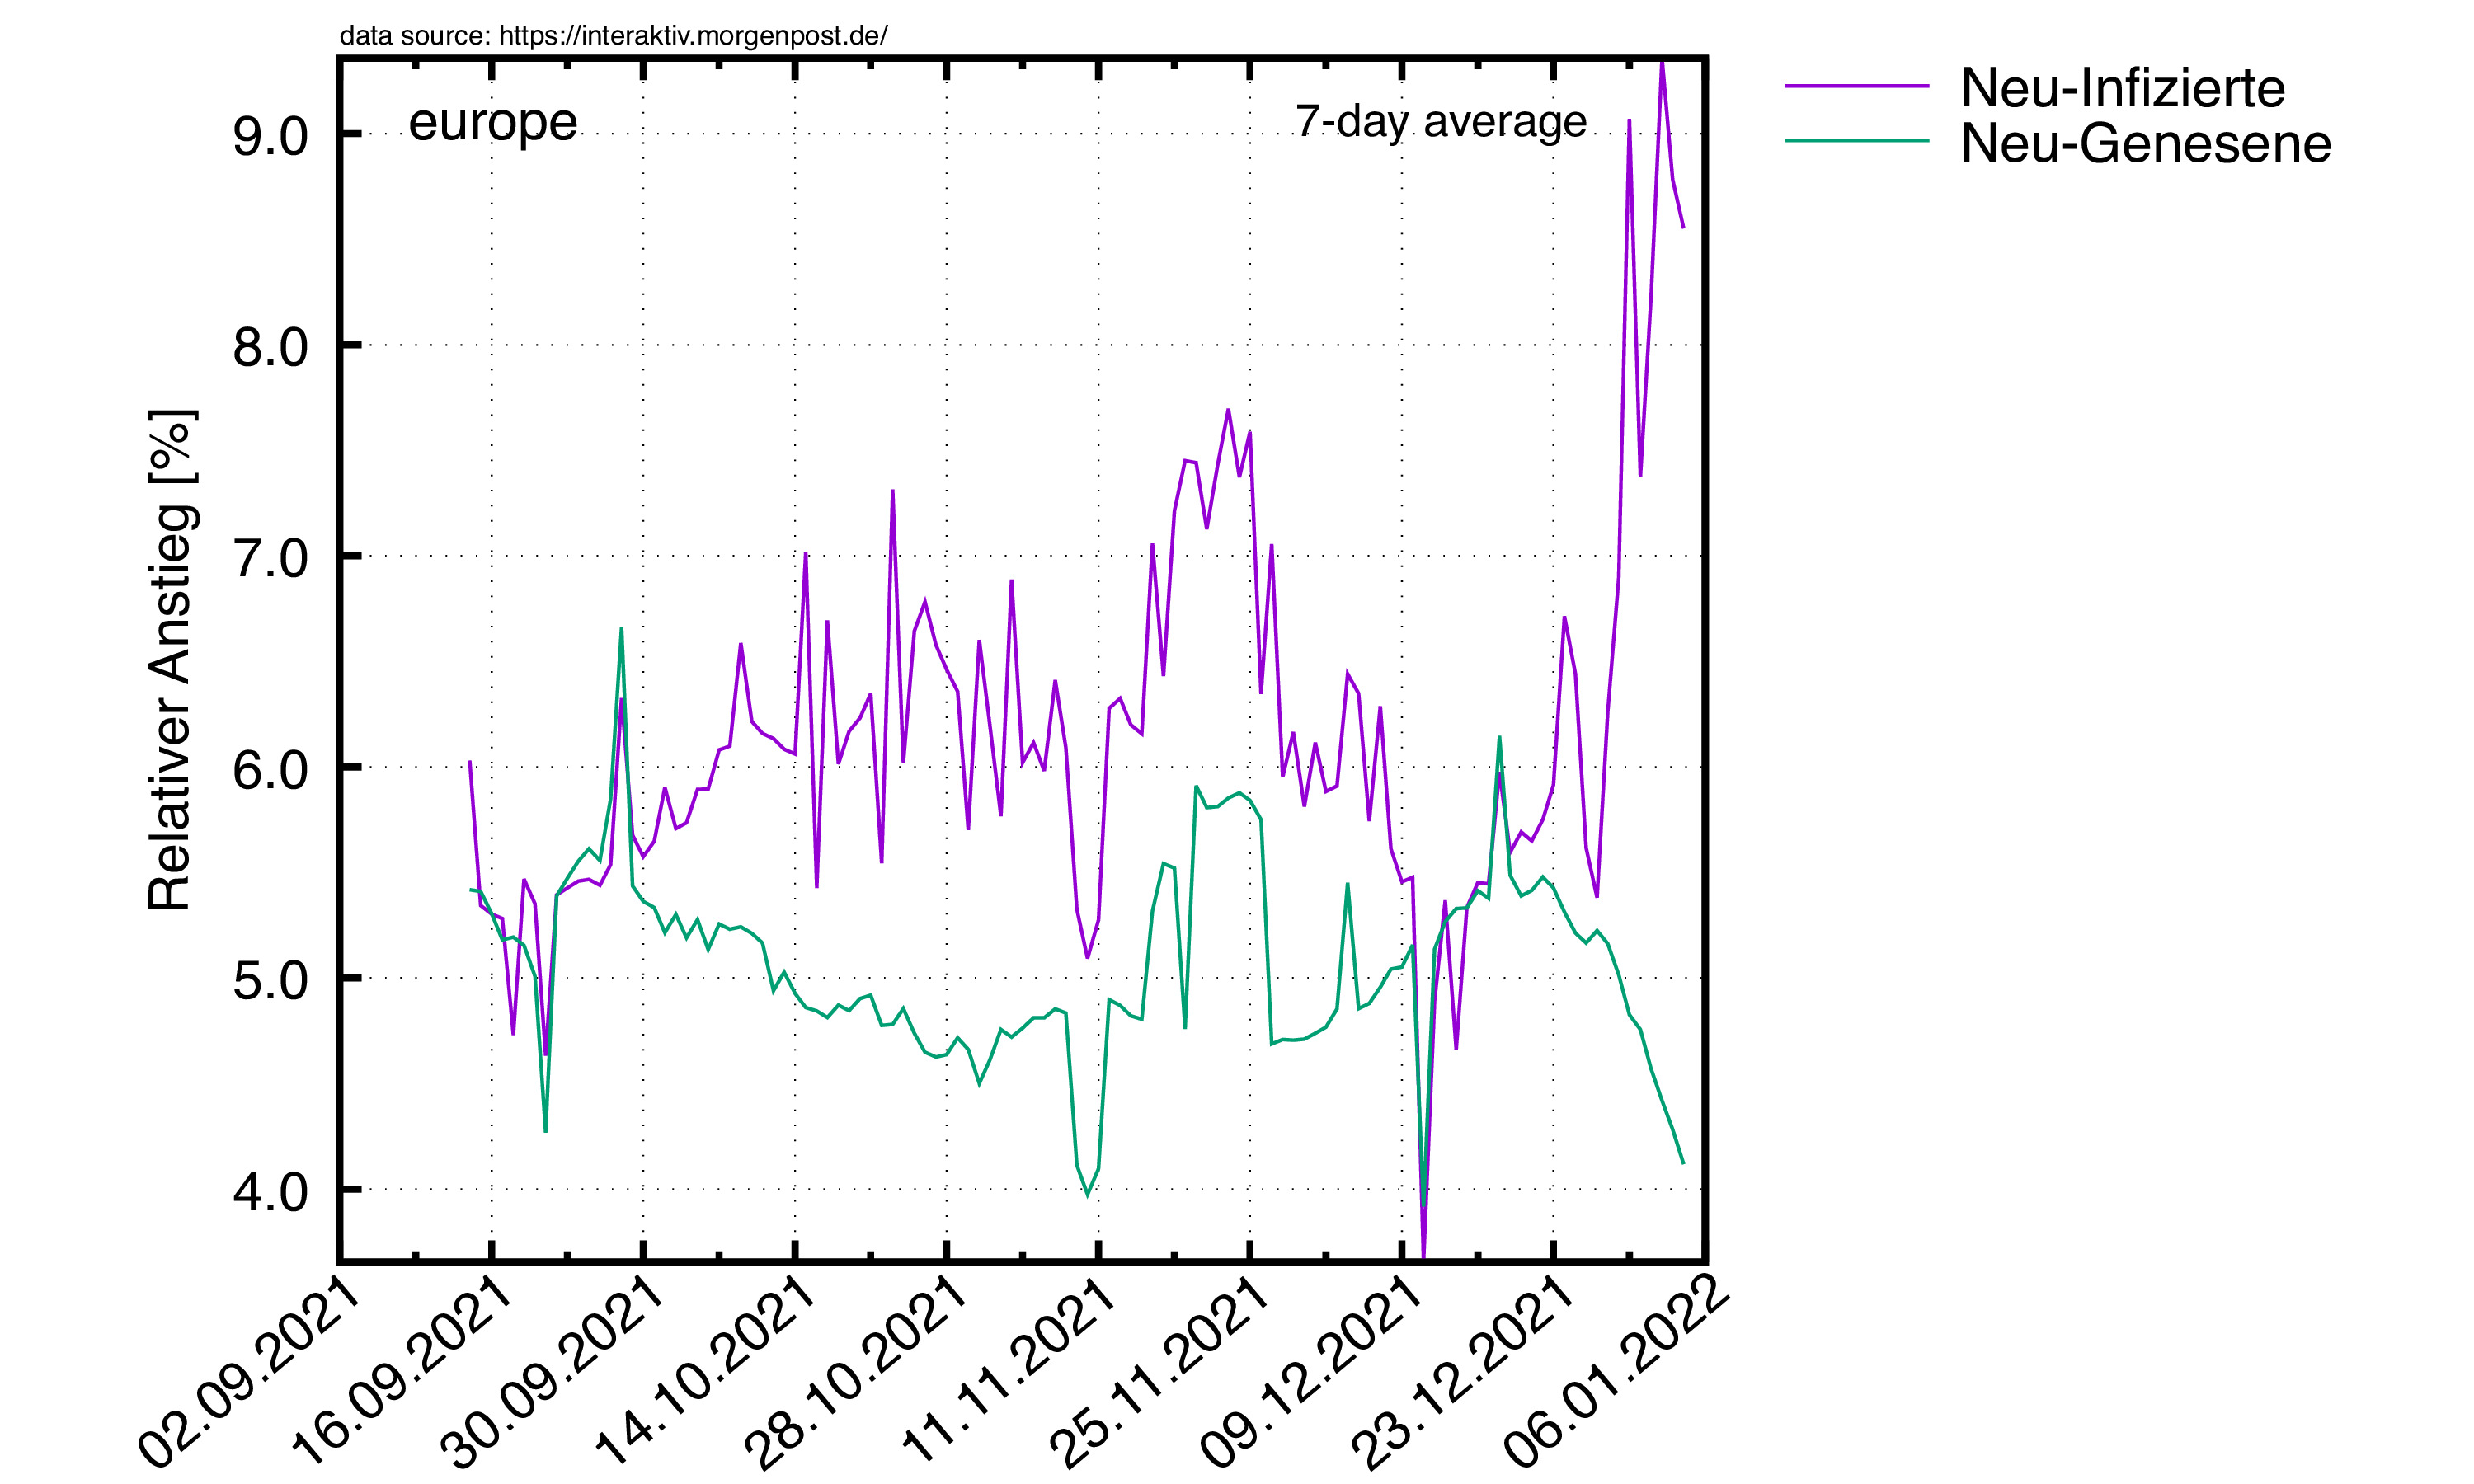 data source: https://interaktiv.morgenpost.de/
europe
7-day average
Neu-Infizierte
Neu-Genesene
Relativer Anstieg [%]
9.0
8.0
7.0
6.0
5.0
4.0
02.09.2021
16.09.2021
30.09.2021
14.10.2021
28.10.2021
11.11.2021
25.11.2021
09.12.2021
23.12.2021
06.01.2022